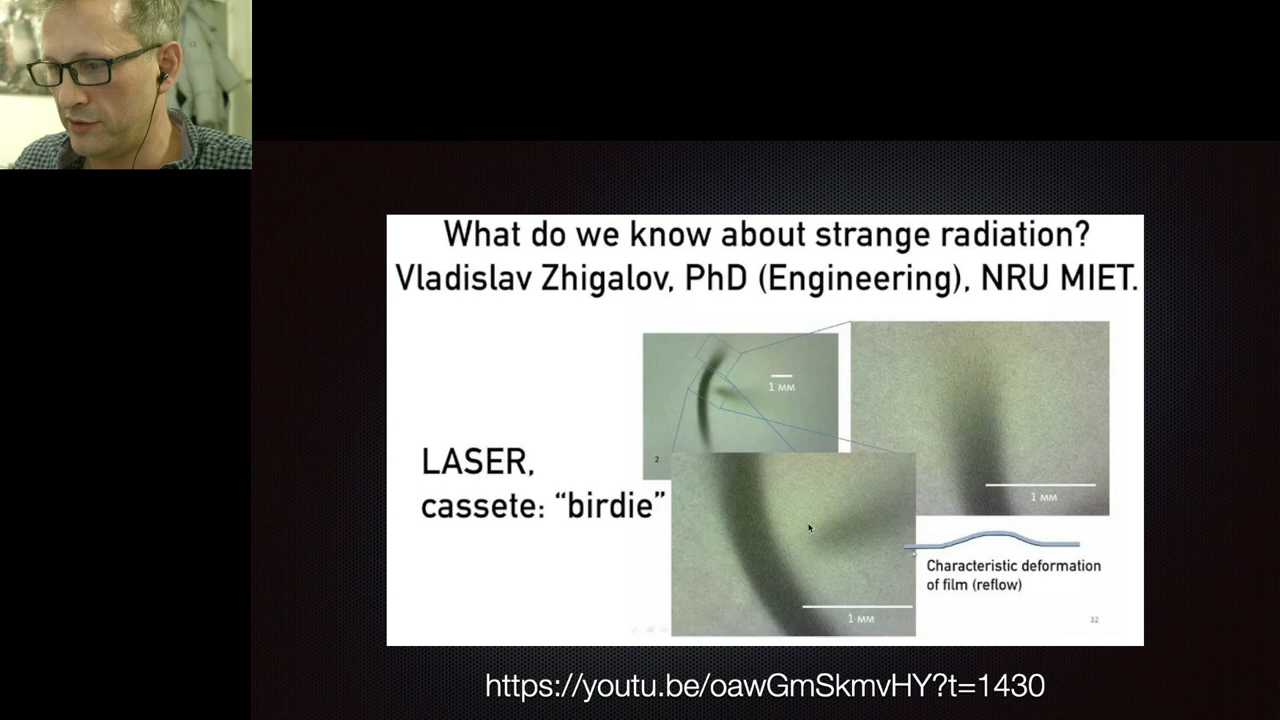 What do we know about strange radiation?
Vladislav Zhigalov, PhD (Engineering), NRU MIET.
1 мм
2
LASER,
cassete: “birdie”
1 мм
Characteristic deformation
of film (reflow)
1 мм
32
https://youtu.be/oawGmSkmvHY?t=1430